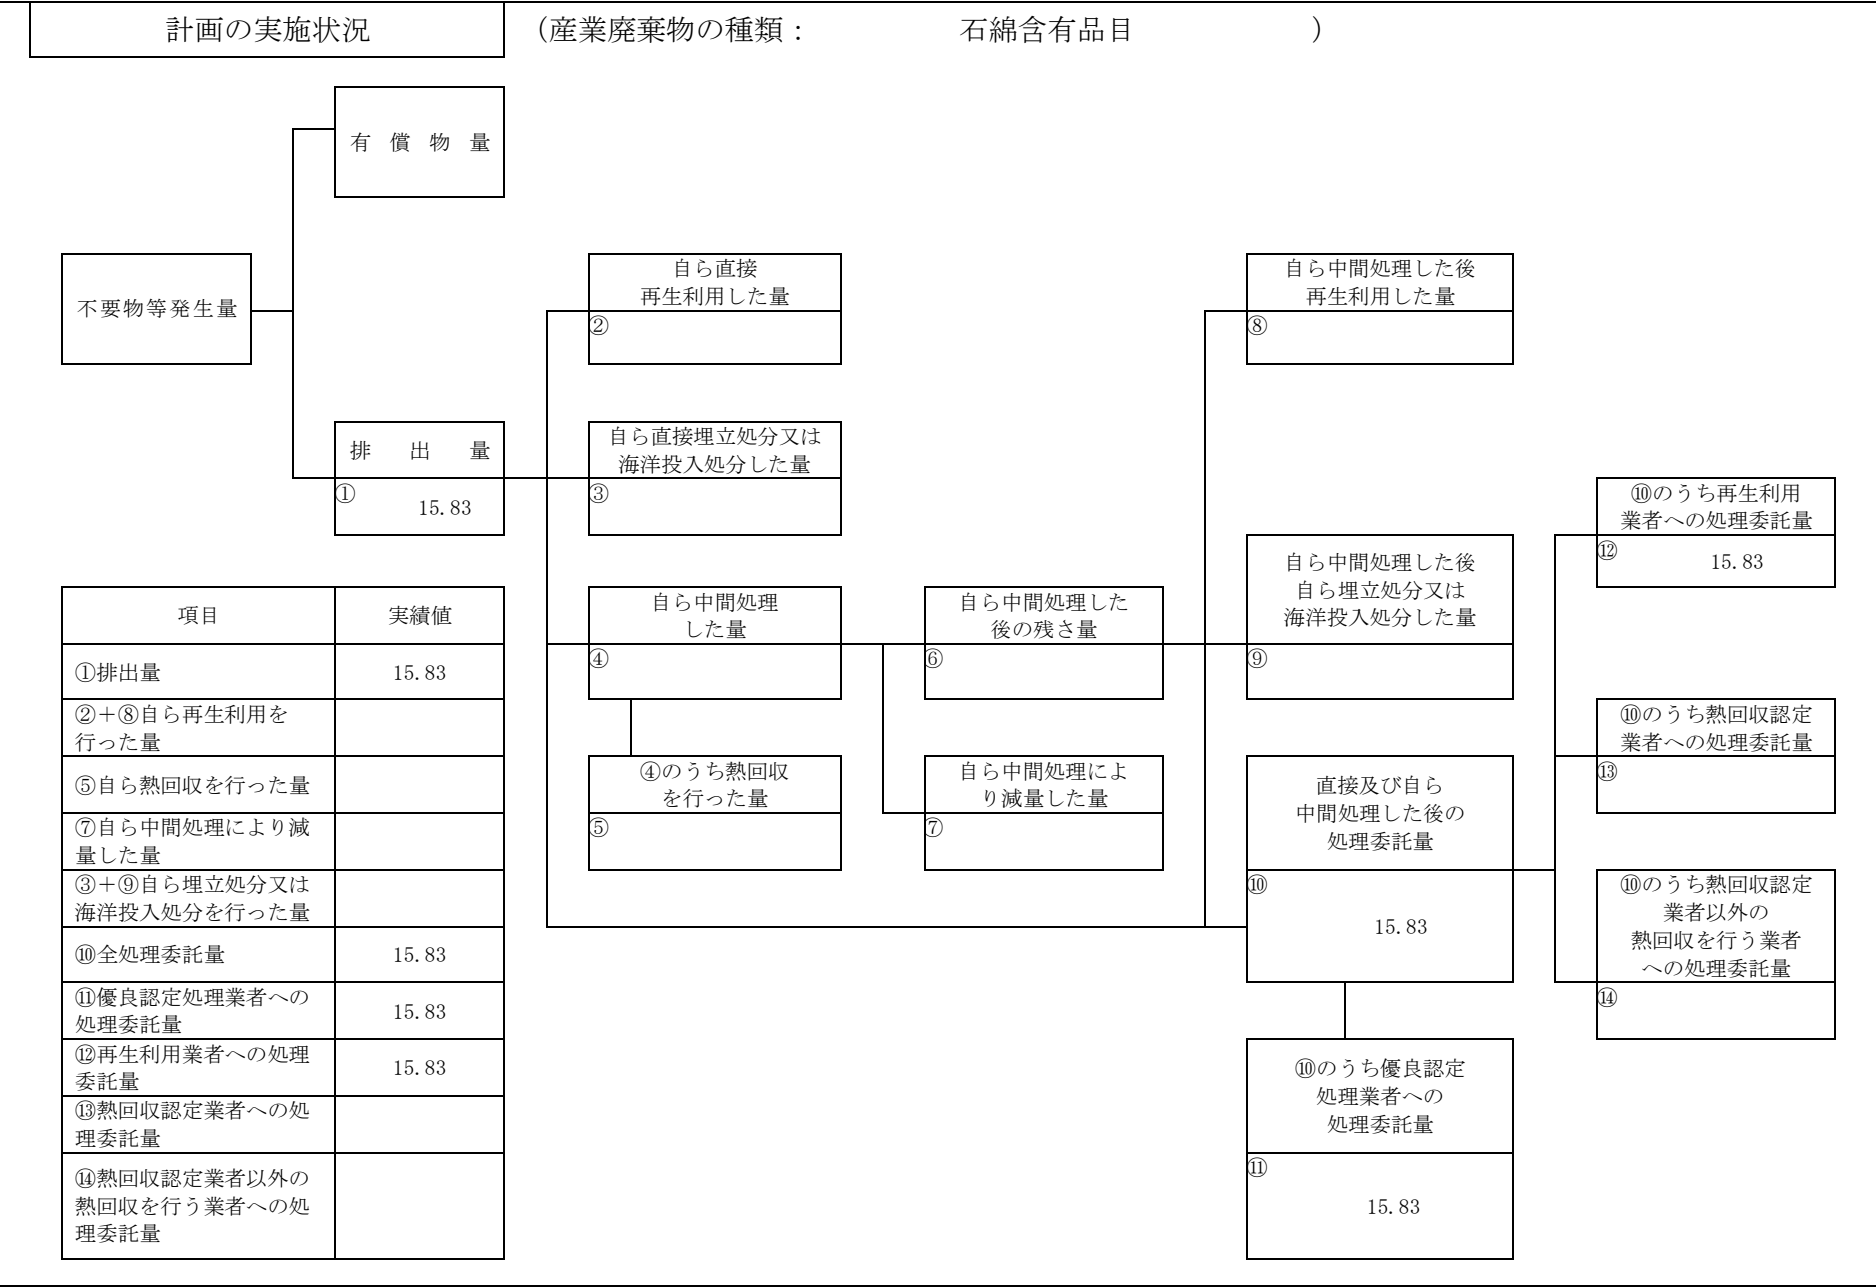 計画の実施状況
（産業廃棄物の種類： 石綿含有品目 ）
有償物量
不要物等発生量
排出量
① 15.83
自ら直接
再生利用した量
②
自ら直接埋立処分又は
海洋投入処分した量
③
自ら中間処理
した量
④
④のうち熱回収
を行った量
⑤
自ら中間処理した
後の残さ量
⑥
自ら中間処理によ
り減量した量
⑦
自ら中間処理した後
再生利用した量
⑧
自ら中間処理した後
自ら埋立処分又は
海洋投入処分した量
⑨
直接及び自ら
中間処理した後の
処理委託量
⑩
15.83
⑩のうち優良認定
処理業者への
処理委託量
⑪
15.83
⑩のうち再生利用
業者への処理委託量
⑫ 15.83
⑩のうち熱回収認定
業者への処理委託量
⑬
⑩のうち熱回収認定
業者以外の
熱回収を行う業者
への処理委託量
⑭
項目 実績値
①排出量 15.83
②＋⑧自ら再生利用を
行った量
⑤自ら熱回収を行った量
⑦自ら中間処理により減
量した量
③＋⑨自ら埋立処分又は
海洋投入処分を行った量
⑩全処理委託量 15.83
⑪優良認定処理業者への
処理委託量 15.83
⑫再生利用業者への処理
委託量 15.83
⑬熱回収認定業者への処
理委託量
⑭熱回収認定業者以外の
熱回収を行う業者への処
理委託量